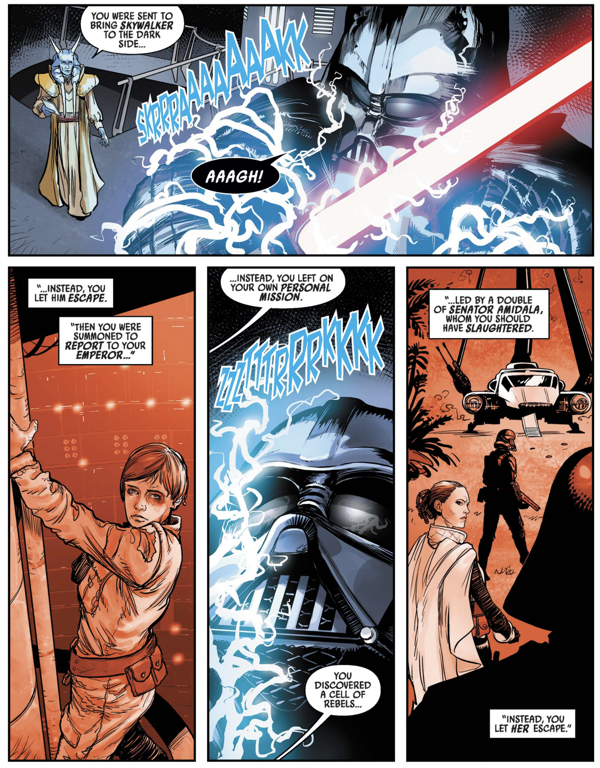 YOU WERE SENT TO
BRING SKYWALKER
TO THE DARK
SIDE...
SKRRRAAAAAAAAKK
AAAGH!
"...INSTEAD, YOU
LET HIM ESCAPE.
"THEN YOU WERE
SUMMONED TO
REPORT TO YOUR
EMPEROR..."
...INSTEAD, YOU LEFT ON
YOUR OWN PERSONAL
MISSION.
ZZZTTTRRRKKKK
YOU
DISCOVERED
A CELL OF
REBELS...
"...LED BY A DOUBLE
OF SENATOR AMIDALA,
WHOM YOU SHOULD
HAVE SLAUGHTERED.
"INSTEAD, YOU
LET HER ESCAPE."